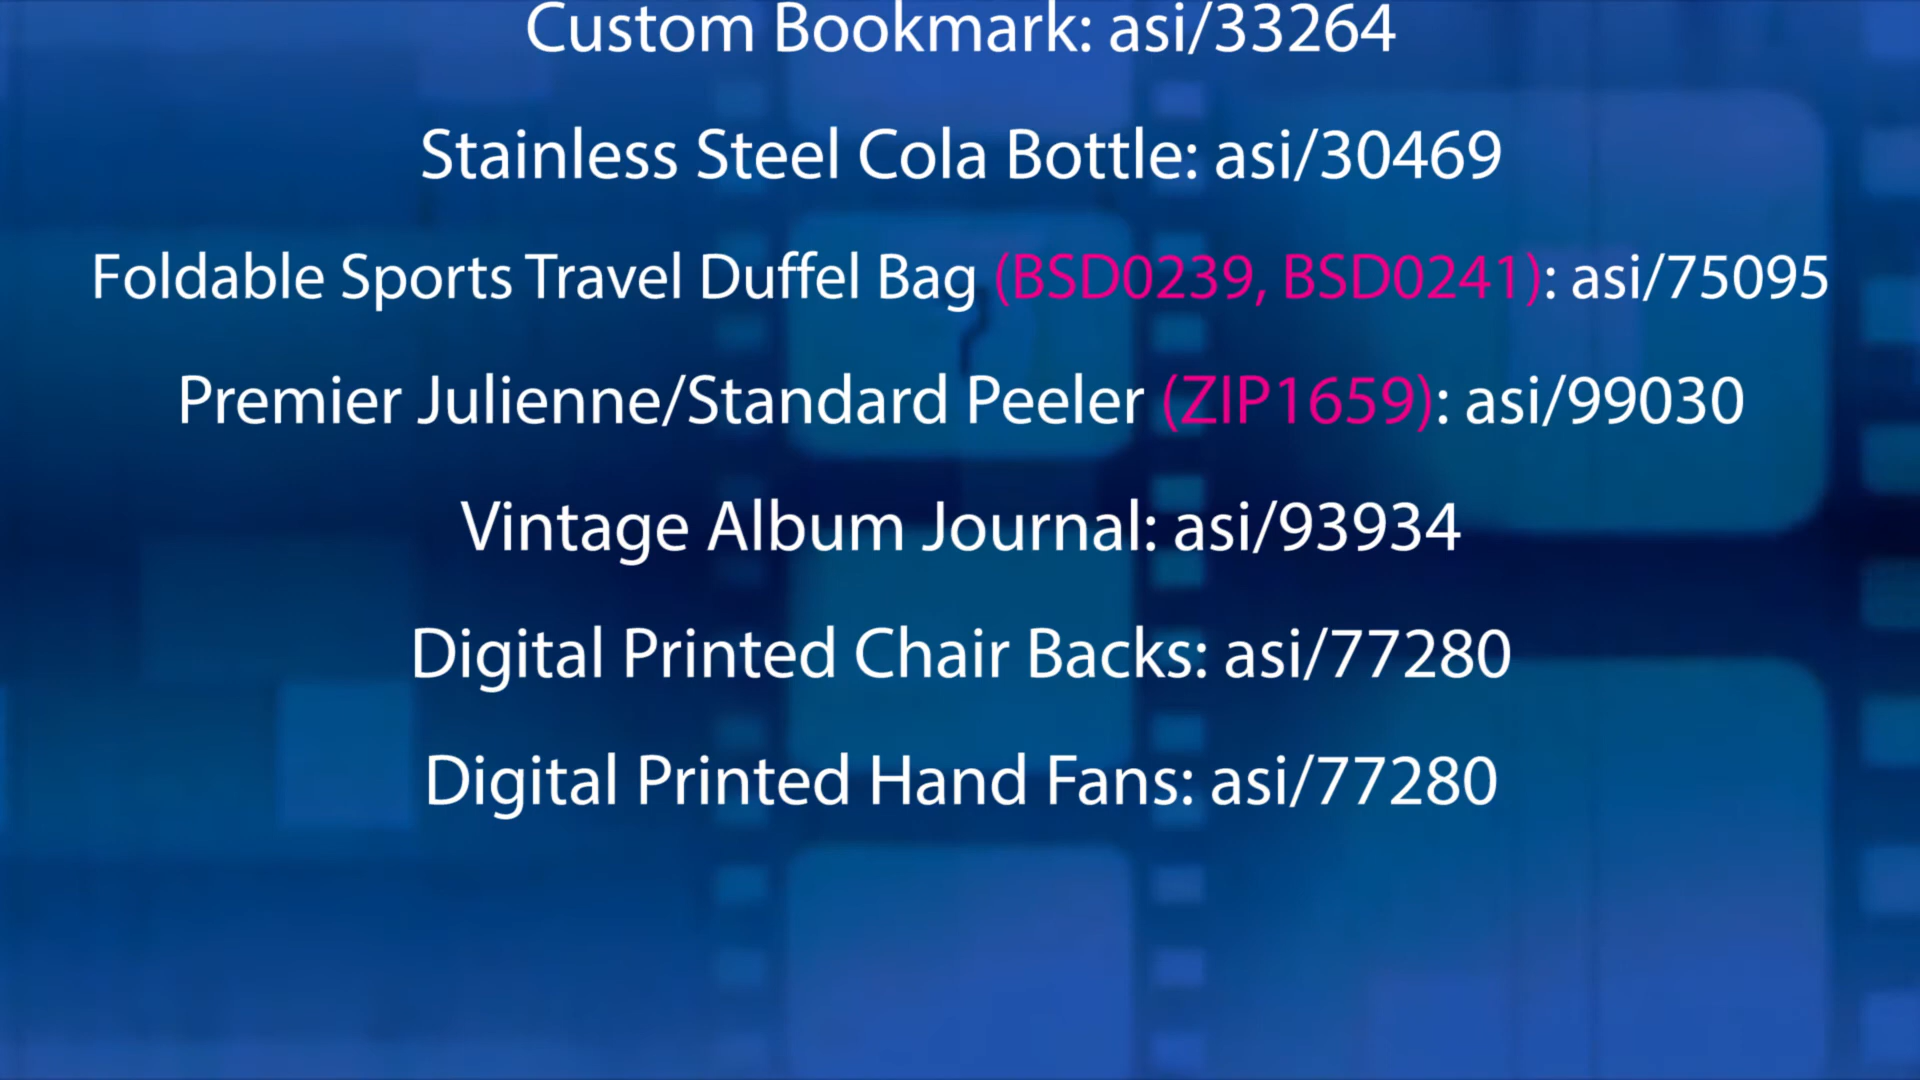 Custom Bookmark: asi/33264
Stainless Steel Cola Bottle: asi/30469
Foldable Sports Travel Duffel Bag (BSD0239, BSD0241): asi/75095
Premier Julienne/Standard Peeler (ZIP1659): asi/99030
Vintage Album Journal: asi/93934
Digital Printed Chair Backs: asi/77280
Digital Printed Hand Fans: asi/77280